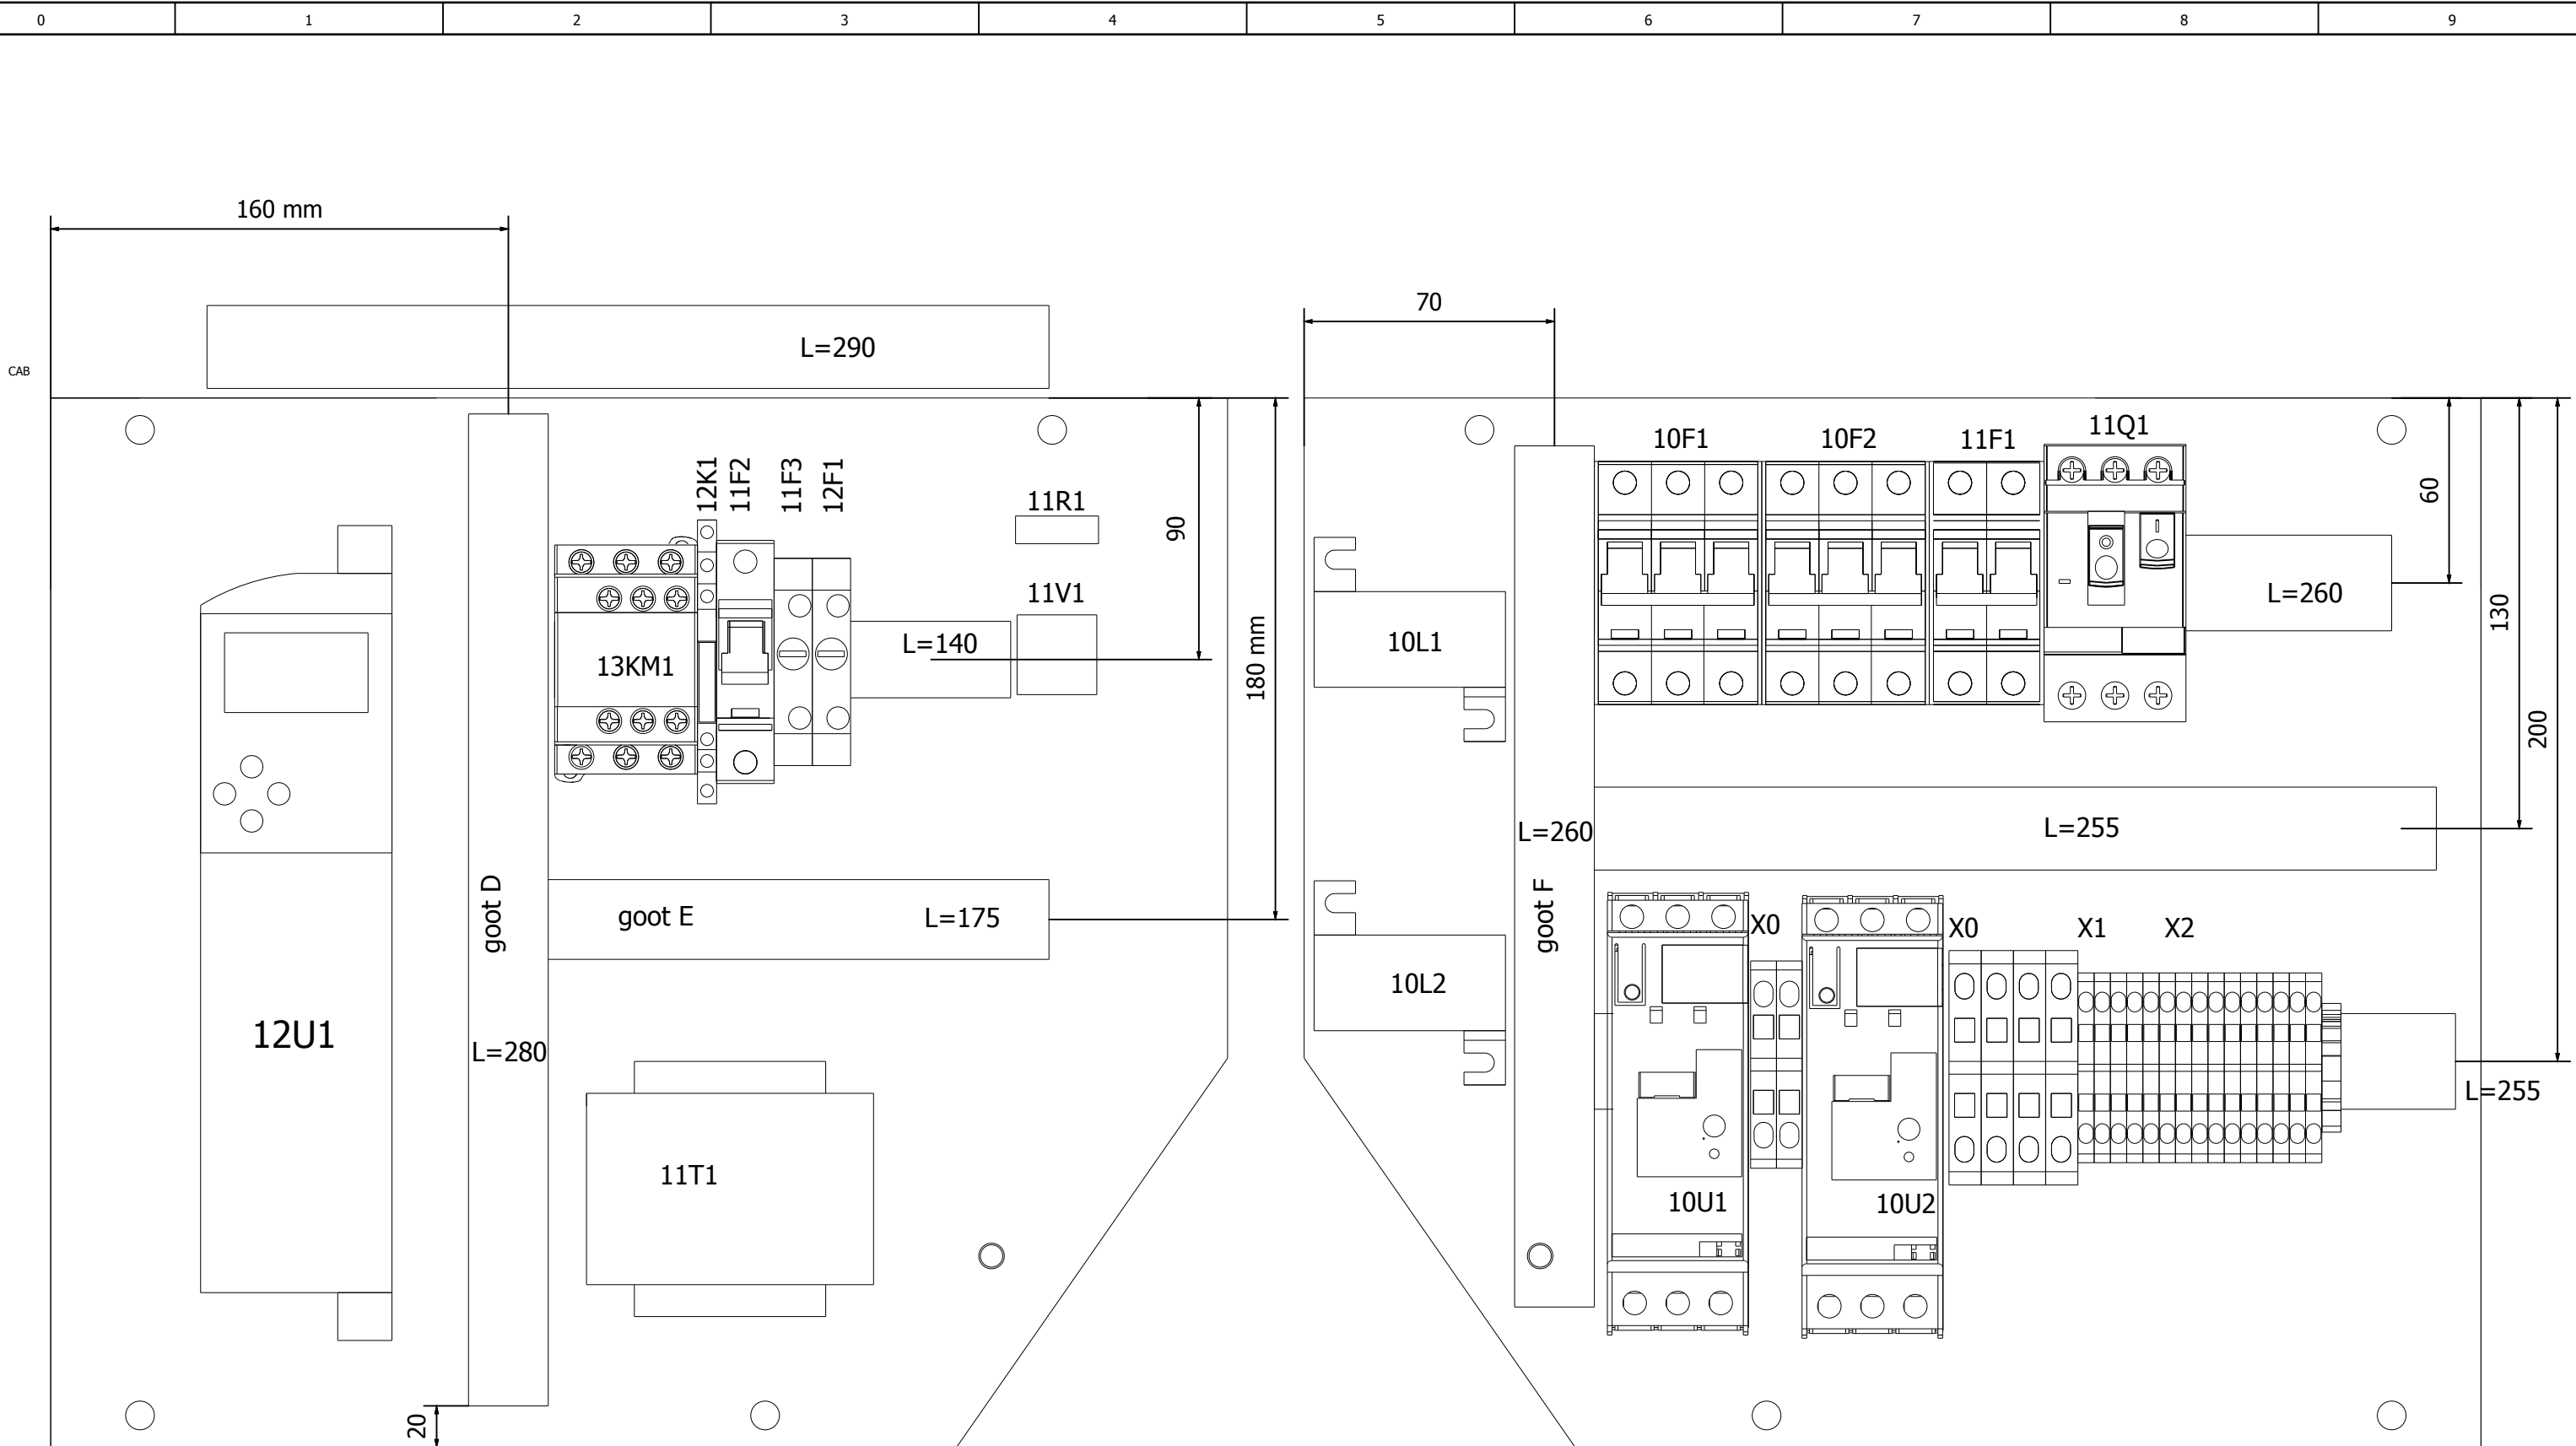 0 1 2 3 4 5 6 7 8 9
160 mm
70
L=290
CAB
12K1
11F2
11F3
12F1
11R1
11V1
90
180 mm
L=140
13KM1
goot D
goot E
L=175
12U1
L=280
11T1
20
10F1
10F2
11F1
11Q1
60
L=260
130
200
10L1
L=260
L=255
goot F
X0
X0
X1
X2
10L2
L=255
10U1
10U2